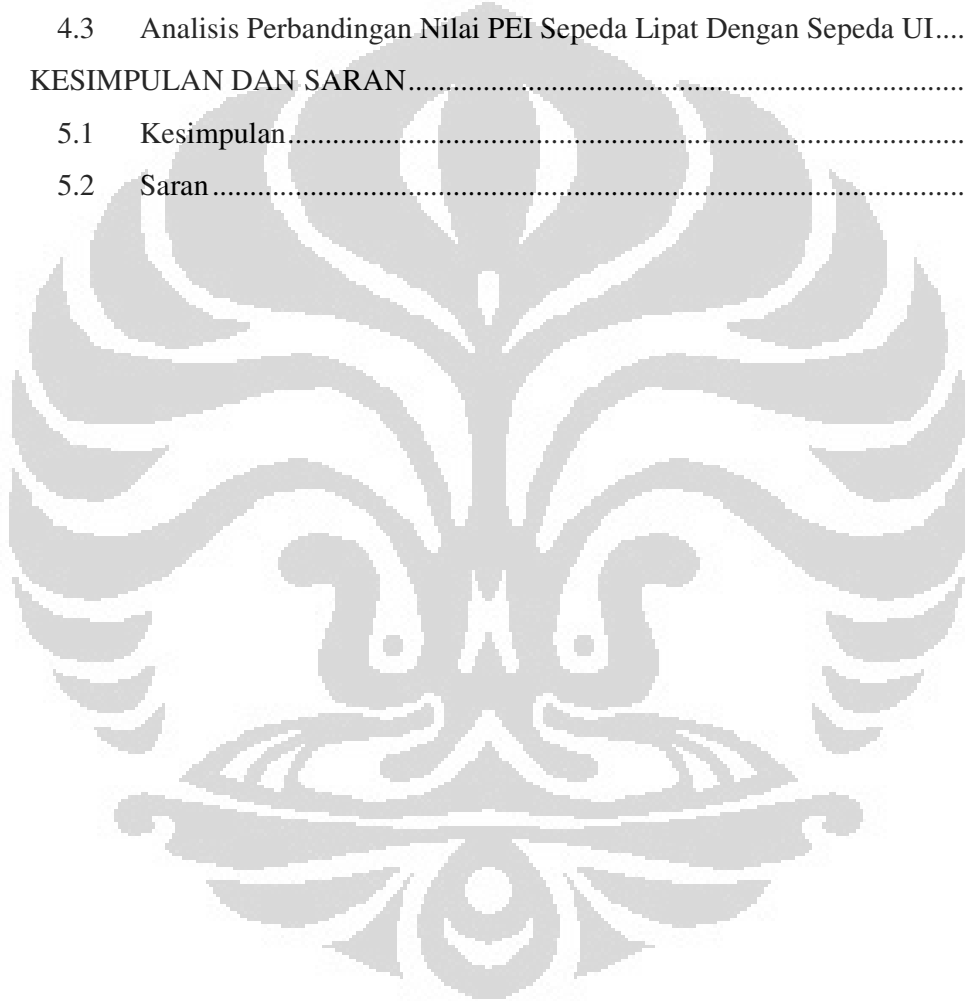 4.3 Analisis Perbandingan Nilai PEI Sepeda Lipat Dengan Sepeda UI....
KESIMPULAN DAN SARAN..........................................................................
5.1 Kesimpulan...........................................................................................
5.2 Saran.....................................................................................................